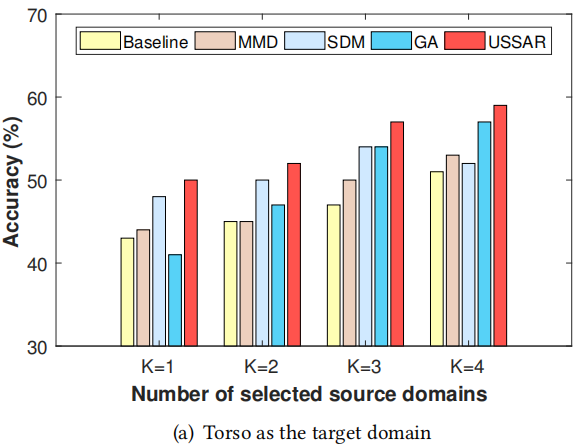 70
60
50
40
30
Accuracy (%)
Baseline MMD SDM GA USSAR
K=1 K=2 K=3 K=4
Number of selected source domains
(a) Torso as the target domain